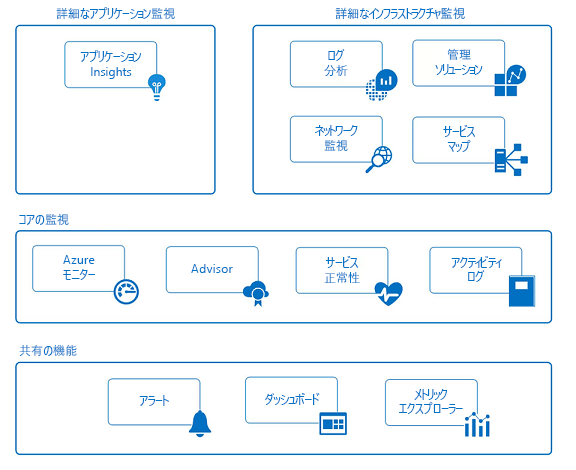 詳細なアプリケーション監視
アプリケーション
Insights
詳細なインフラストラクチャ監視
ログ
分析
管理
ソリューション
ネットワーク
監視
サービス
マップ
コアの監視
Azure
モニター
Advisor
サービス
正常性
アクティビティ
ログ
共有の機能
アラート
ダッシュボード
メトリック
エクスプローラー